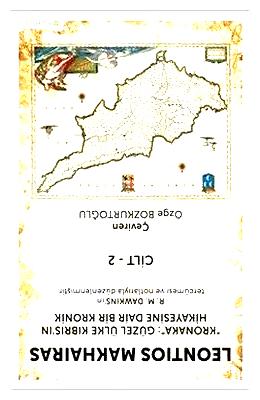 LEONTIOS MAKHAIRAS
"KRONAKA": GÜZEL ÜLKE KIBRIS'IN
HİKAYESİNE DAİR BİR KRONİK
R. M. DAWKINS'in
tercümesi ve notlarıyla düzenlenmiştir
CİLT - 2
Çeviren
Özge BOZKURTOĞLU